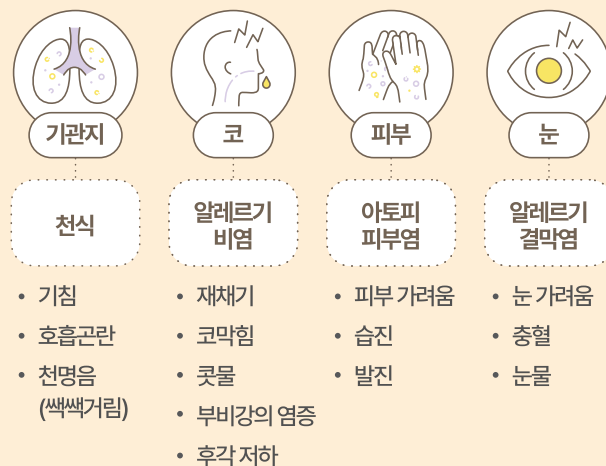 기관지
천식
• 기침
• 호흡곤란
• 천명음
(쌕쌕거림)
코
알레르기
비염
• 재채기
• 코막힘
• 콧물
• 부비강의 염증
• 후각 저하
피부
아토피
피부염
• 피부 가려움
• 습진
• 발진
눈
알레르기
결막염
• 눈 가려움
• 충혈
• 눈물